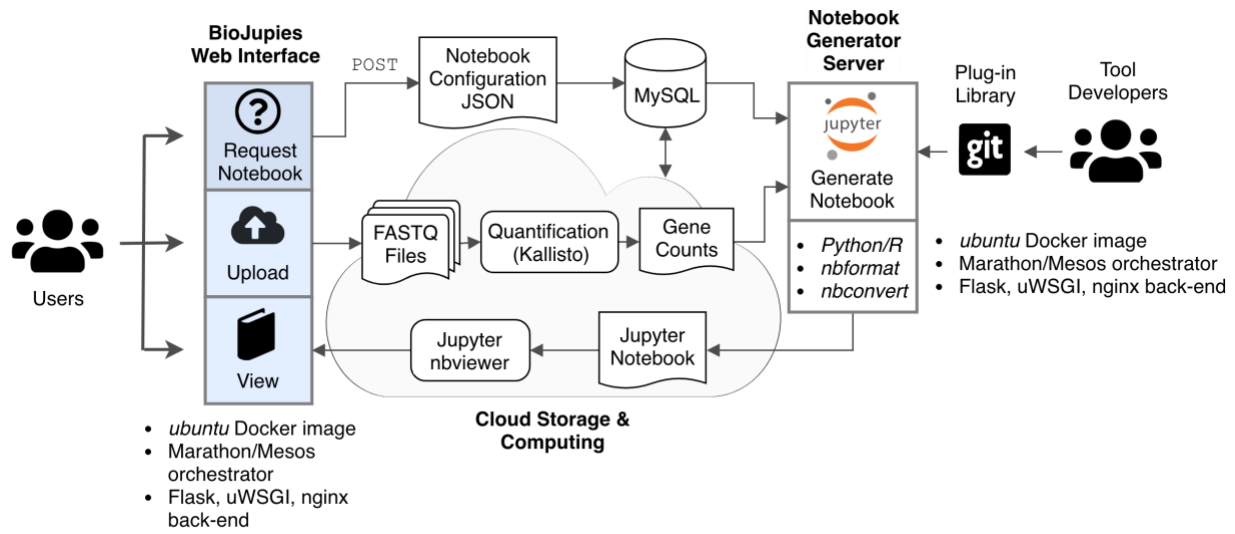 BioJupies
Web Interface
Notebook
Generator
Server
POST
Notebook
Configuration
JSON
MySQL
Plug-in
Library
Tool
Developers
Request
Notebook
jupyter
git
Generate
Notebook
Users
Upload
FASTQ
Files
Quantification
(Kallisto)
Gene
Counts
• Python/R
• nbformat
• nbconvert
• ubuntu Docker image
• Marathon/Mesos orchestrator
• Flask, uWSGI, nginx back-end
View
Jupyter
nbviewer
Jupyter
Notebook
Cloud Storage &
Computing
• ubuntu Docker image
• Marathon/Mesos
orchestrator
• Flask, uWSGI, nginx
back-end